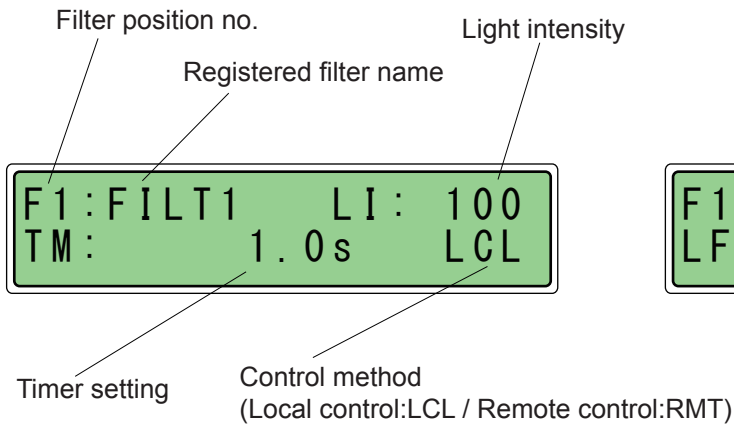 Filter position no.
Light intensity
Registered filter name
F1:FILT1 LI: 100
TM: 1.0s LCL
F1
LF
Timer setting
Control method
(Local control:LCL / Remote control:RMT)